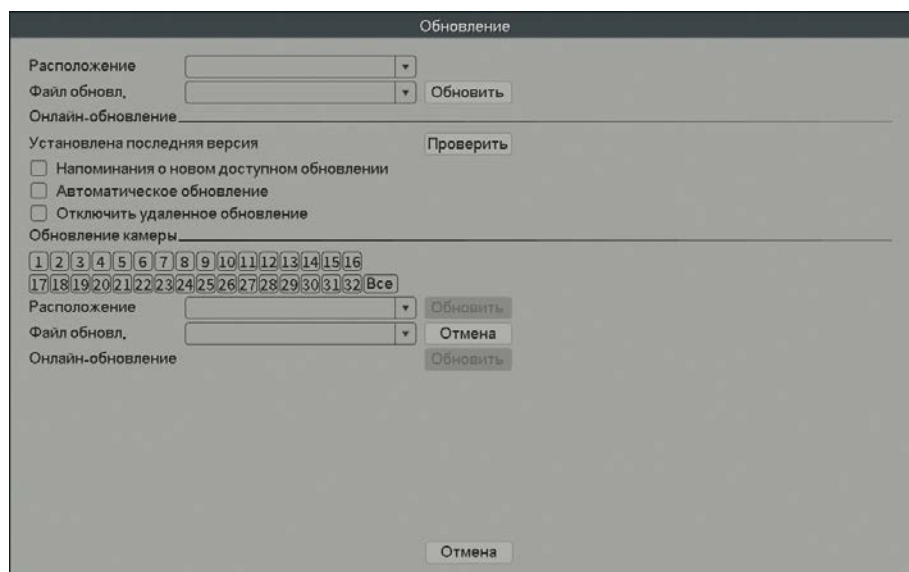 Обновление
Расположение
Файл обновл. Обновить
Онлайн-обновление
Установлена последняя версия Проверить
Напоминания о новом доступном обновлении
Автоматическое обновление
Отключить удаленное обновление
Обновление камеры
1 2 3 4 5 6 7 8 9 10 11 12 13 14 15 16
17 18 19 20 21 22 23 24 25 26 27 28 29 30 31 32 Все
Расположение Обновить
Файл обновл. Отмена
Онлайн-обновление Обновить
Отмена